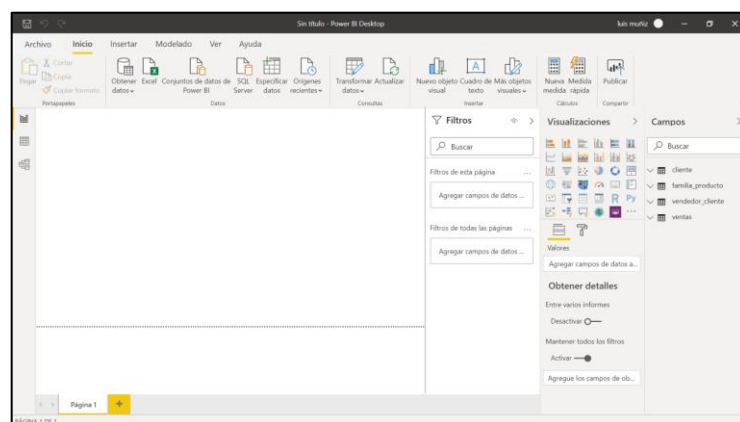 Sin título - Power BI Desktop
luis muñiz
Archivo Inicio Insertar Modelado Ver Ayuda
Pegar
Cortar
Copia
Copiar formato
Portapapeles
Obtener datos
Excel
Conjuntos de datos de Power BI
SQL Server
Especificar datos
Orígenes recientes
Datos
Transformar datos
Actualizar
Consultas
Nuevo objeto visual
Cuadro de texto
Más objetos visuales
Insertar
Nueva medida
Medida rápida
Cálculos
Publicar
Compartir
Filtros
Buscar
Filtros de esta página ...
Agregar campos de datos ...
Filtros de todas las páginas ...
Agregar campos de datos ...
Visualizaciones
R Py
...
Valores
Agregar campos de datos a...
Obtener detalles
Entre varios informes
Desactivar
Mantener todos los filtros
Activar
Agregue los campos de ob...
Campos
Buscar
cliente
familia_producto
vendedor_cliente
ventas
Página 1
PÁGINA 1 DE 1